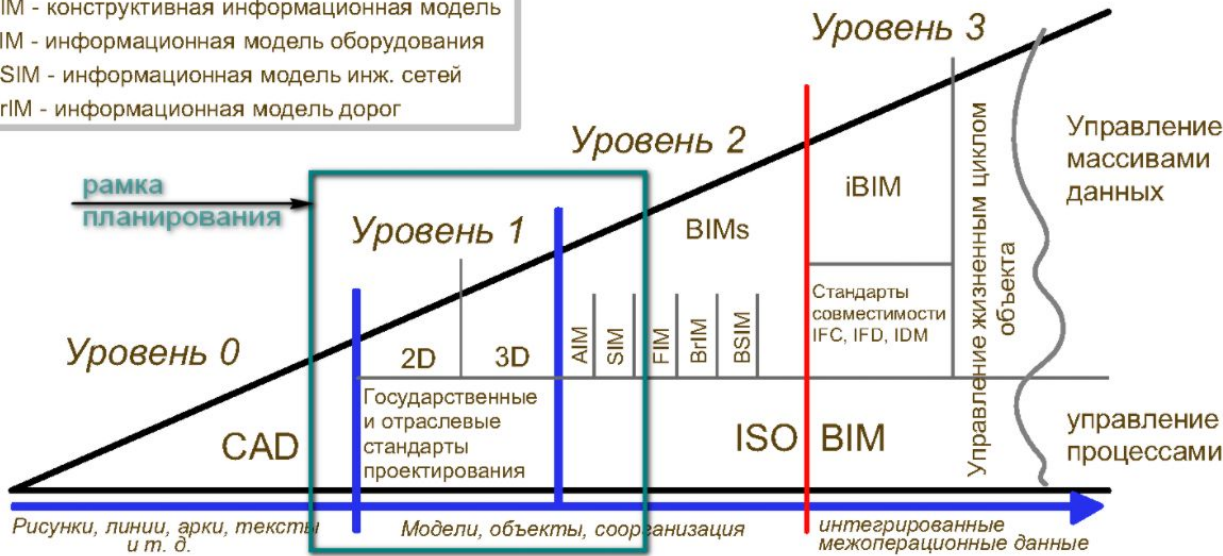 IM - конструктивная информационная модель
IM - информационная модель оборудования
SIM - информационная модель инж. сетей
rIM - информационная модель дорог
Уровень 3
Уровень 2
Управление
массивами
данных
рамка
планирования
iBIM
Уровень 1
BIMs
Управление жизненным циклом
объекта
Стандарты
совместимости
IFC, IFD, IDM
Уровень 0
2D
3D
AIM
SIM
FIM
BrIM
BSIM
Государственные
и отраслевые
стандарты
проектирования
CAD
ISO
BIM
управление
процессами
Рисунки, линии, арки, тексты
и т. д.
Модели, объекты, соорганизация
интегрированные
межоперационные данные